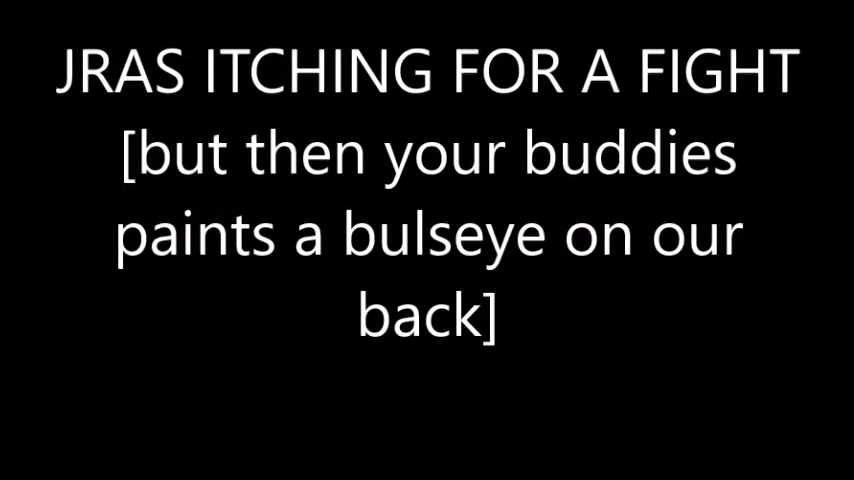 JRAS ITCHING FOR A FIGHT
[but then your buddies
paints a bulseye on our
back]